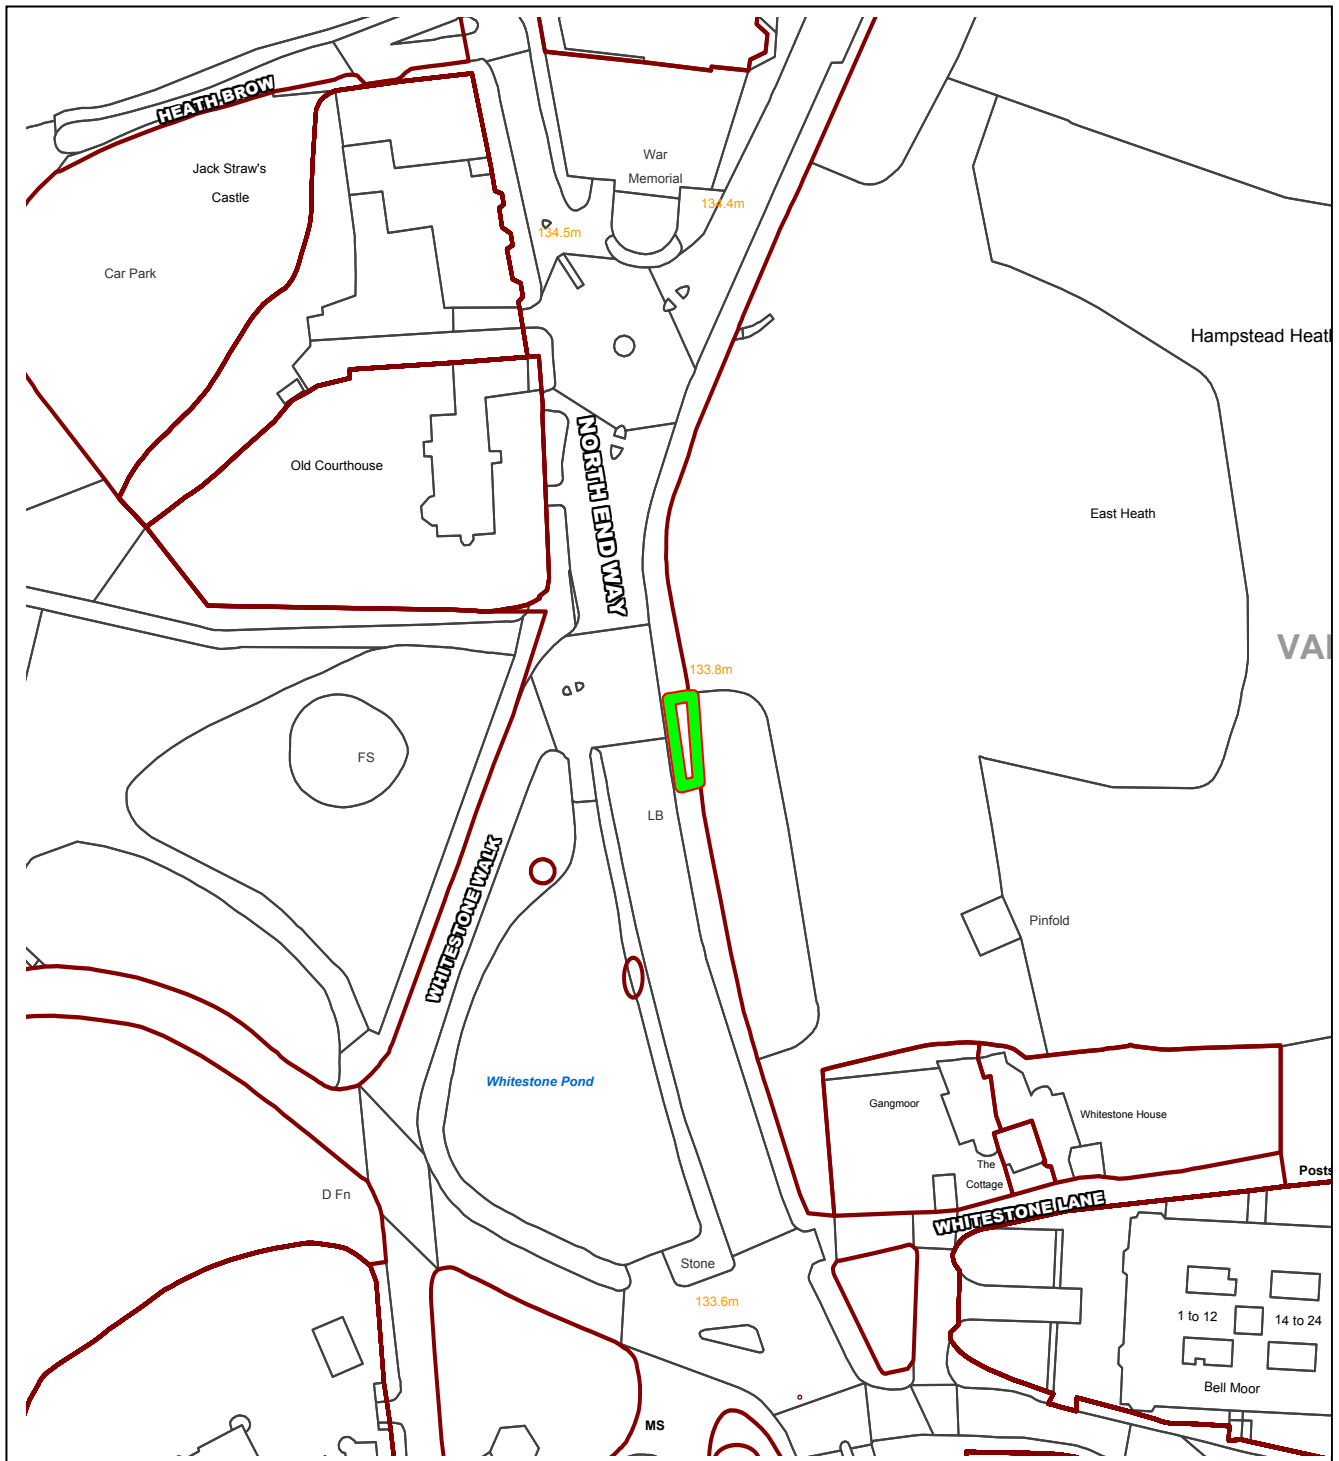 HEATH BROW
Jack Straw's
Castle
War
Memorial
134.4m
134.5m
Car Park
Hampstead Heath
NORTH END WAY
Old Courthouse
East Heath
133.8m
FS
LB
WHITESTONE WALK
Pinfold
Whitestone Pond
Gangmoor
Whitestone House
The
Cottage
Posts
D Fn
WHITESTONE LANE
Stone
133.6m
1 to 12
14 to 24
Bell Moor
MS